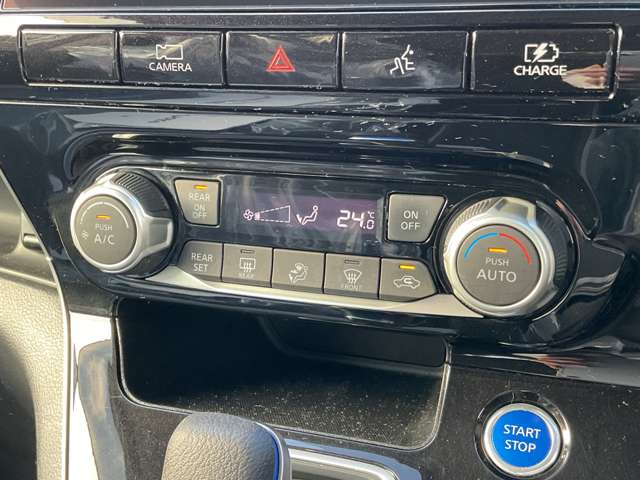 CAMERA
CHARGE
REAR
ON
OFF
24.0
°C
ON
OFF
PUSH
A/C
PUSH
AUTO
REAR
SET
REAR
FRONT
START
STOP